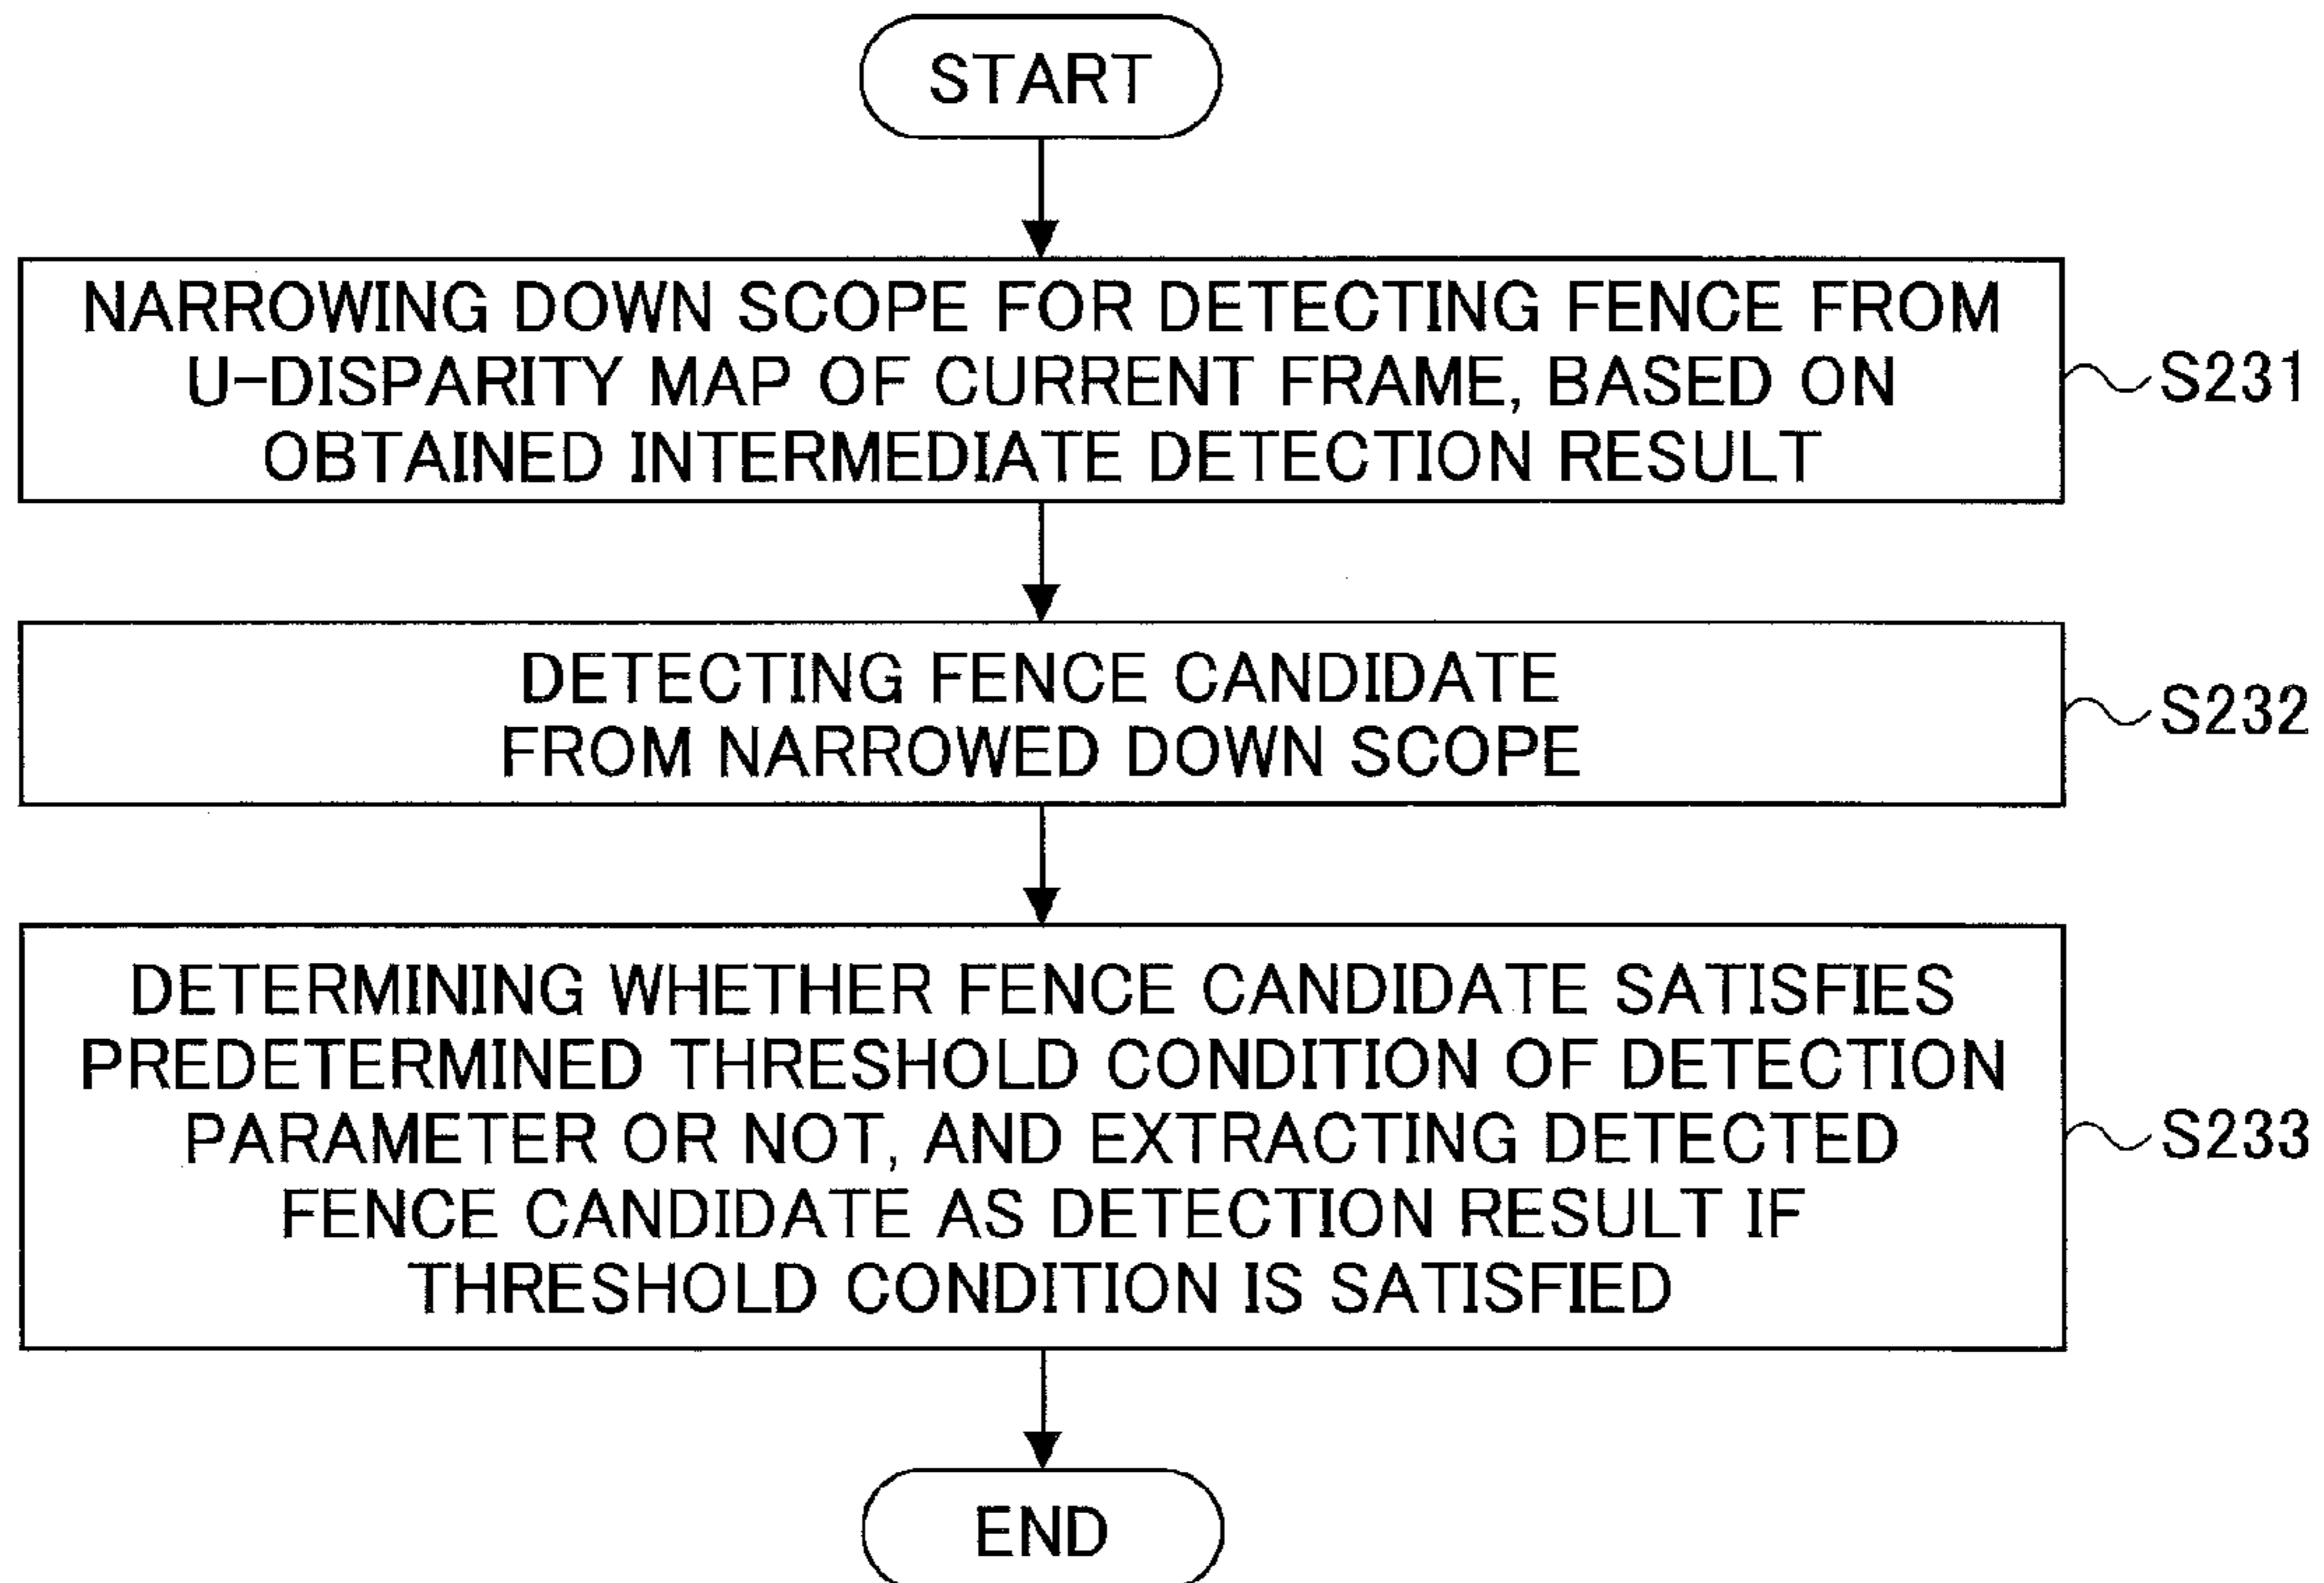 START
NARROWING DOWN SCOPE FOR DETECTING FENCE FROM
U-DISPARITY MAP OF CURRENT FRAME, BASED ON
OBTAINED INTERMEDIATE DETECTION RESULT
S231
DETECTING FENCE CANDIDATE
FROM NARROWED DOWN SCOPE
S232
DETERMINING WHETHER FENCE CANDIDATE SATISFIES
PREDETERMINED THRESHOLD CONDITION OF DETECTION
PARAMETER OR NOT, AND EXTRACTING DETECTED
FENCE CANDIDATE AS DETECTION RESULT IF
THRESHOLD CONDITION IS SATISFIED
S233
END